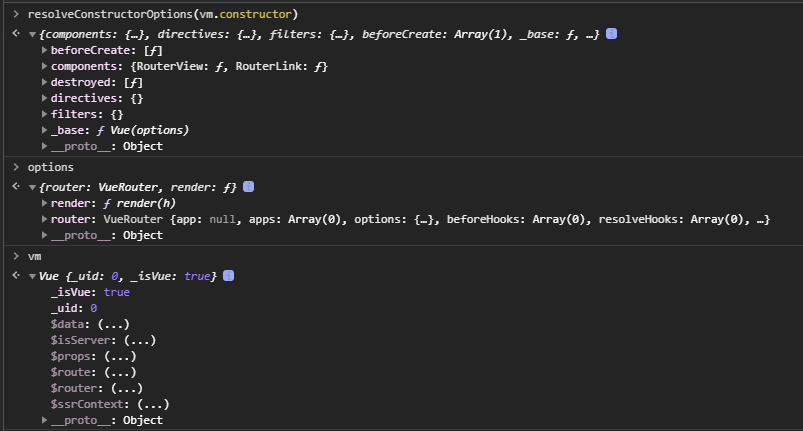 resolveConstructorOptions(vm.constructor)
{components: {…}, directives: {…}, filters: {…}, beforeCreate: Array(1), _base: ƒ, …}
beforeCreate: [ƒ]
components: {RouterView: ƒ, RouterLink: ƒ}
destroyed: [ƒ]
directives: {}
filters: {}
_base: ƒ Vue(options)
__proto__: Object
options
{router: VueRouter, render: ƒ}
render: ƒ render(h)
router: VueRouter {app: null, apps: Array(0), options: {…}, beforeHooks: Array(0), resolveHooks: Array(0), …}
__proto__: Object
vm
Vue {_uid: 0, _isVue: true}
_isVue: true
_uid: 0
$data: (...)
$isServer: (...)
$props: (...)
$route: (...)
$router: (...)
$ssrContext: (...)
__proto__: Object